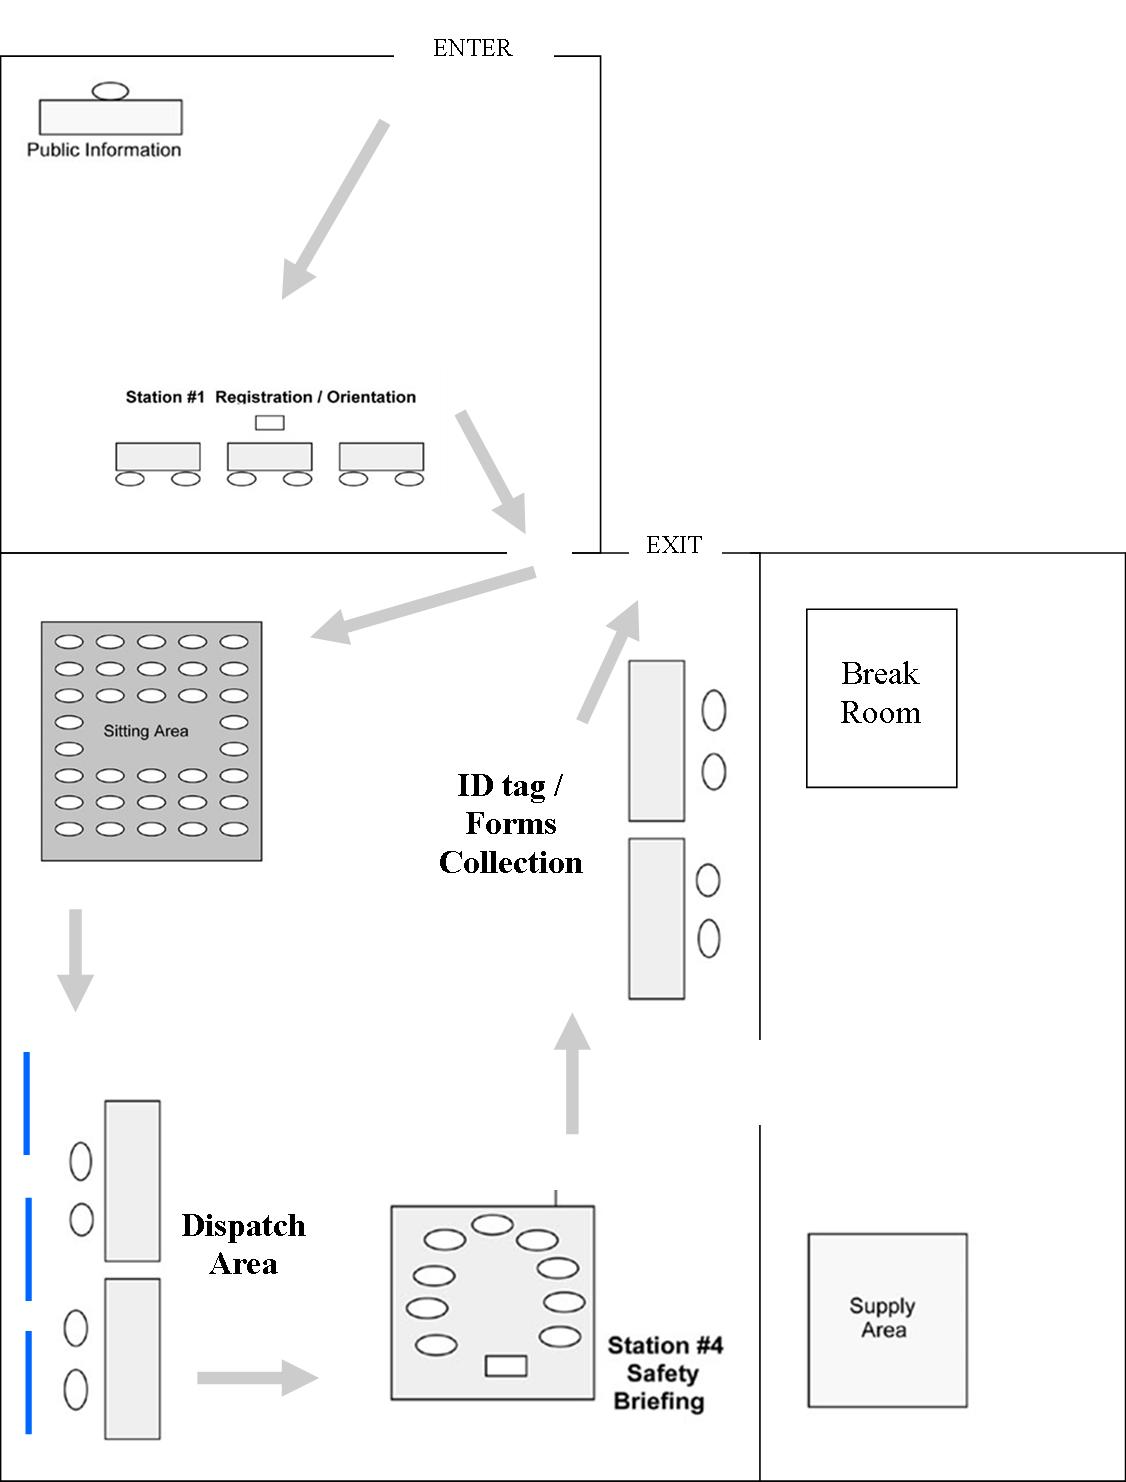 ENTER
Public Information
Station #1  Registration / Orientation
EXIT
Sitting Area
Break
Room
ID tag /
Forms
Collection
Dispatch
Area
Station #4
Safety
Briefing
Supply
Area